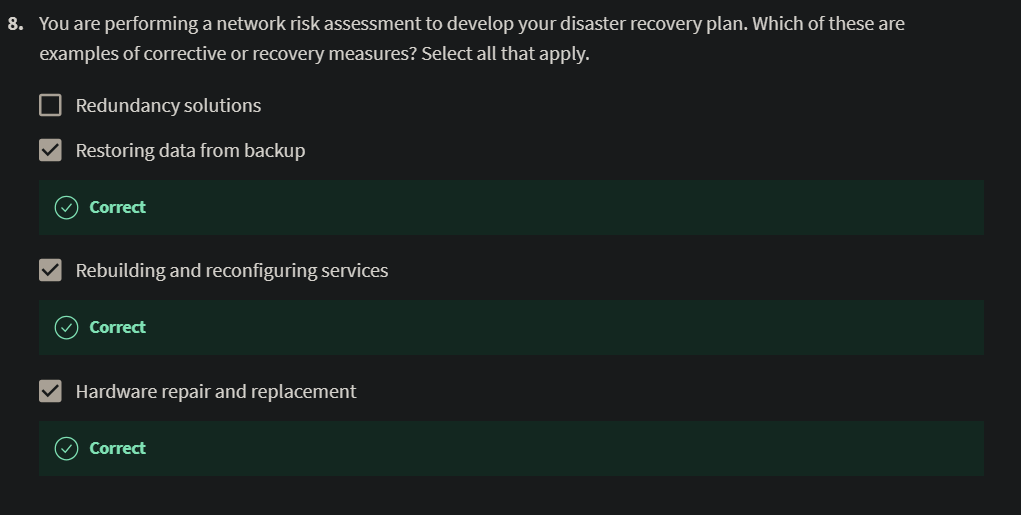 8. You are performing a network risk assessment to develop your disaster recovery plan. Which of these are
examples of corrective or recovery measures? Select all that apply.
Redundancy solutions
Restoring data from backup
Correct
Rebuilding and reconfiguring services
Correct
Hardware repair and replacement
Correct